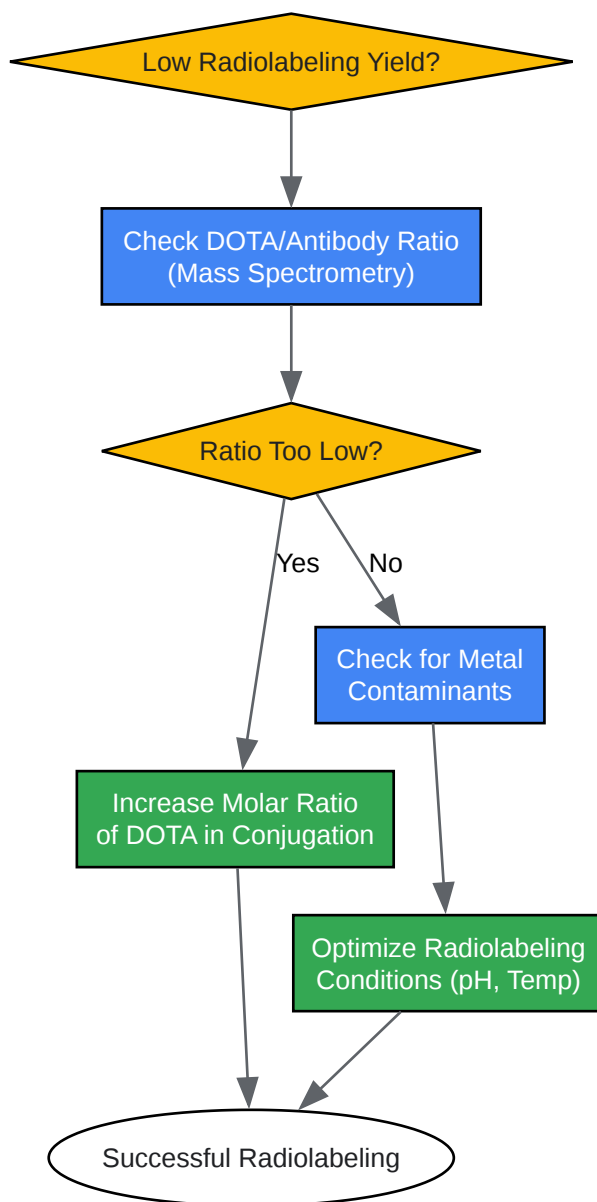 Low Radiolabeling Yield?
Check DOTA/Antibody Ratio
(Mass Spectrometry)
Ratio Too Low?
Yes
No
Check for Metal
Contaminants
Increase Molar Ratio
of DOTA in Conjugation
Optimize Radiolabeling
Conditions (pH, Temp)
Successful Radiolabeling